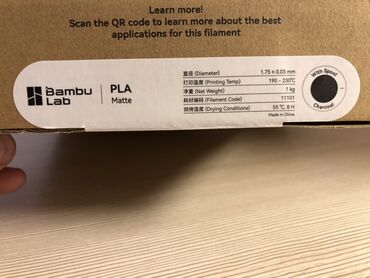 Learn more!
Scan the QR code to learn more about the best
applications for this filament
Bambu
Lab
PLA
Matte
直径 (Diameter) 1.75 ± 0.03 mm
打印温度 (Printing Temp) 190 - 230℃
净重 (Net Weight) 1 kg
耗材编码 (Filament Code) 11101
烘烤温度 (Drying Conditions) 55 ℃, 8 H
Made in China
With Spool
Charcoal